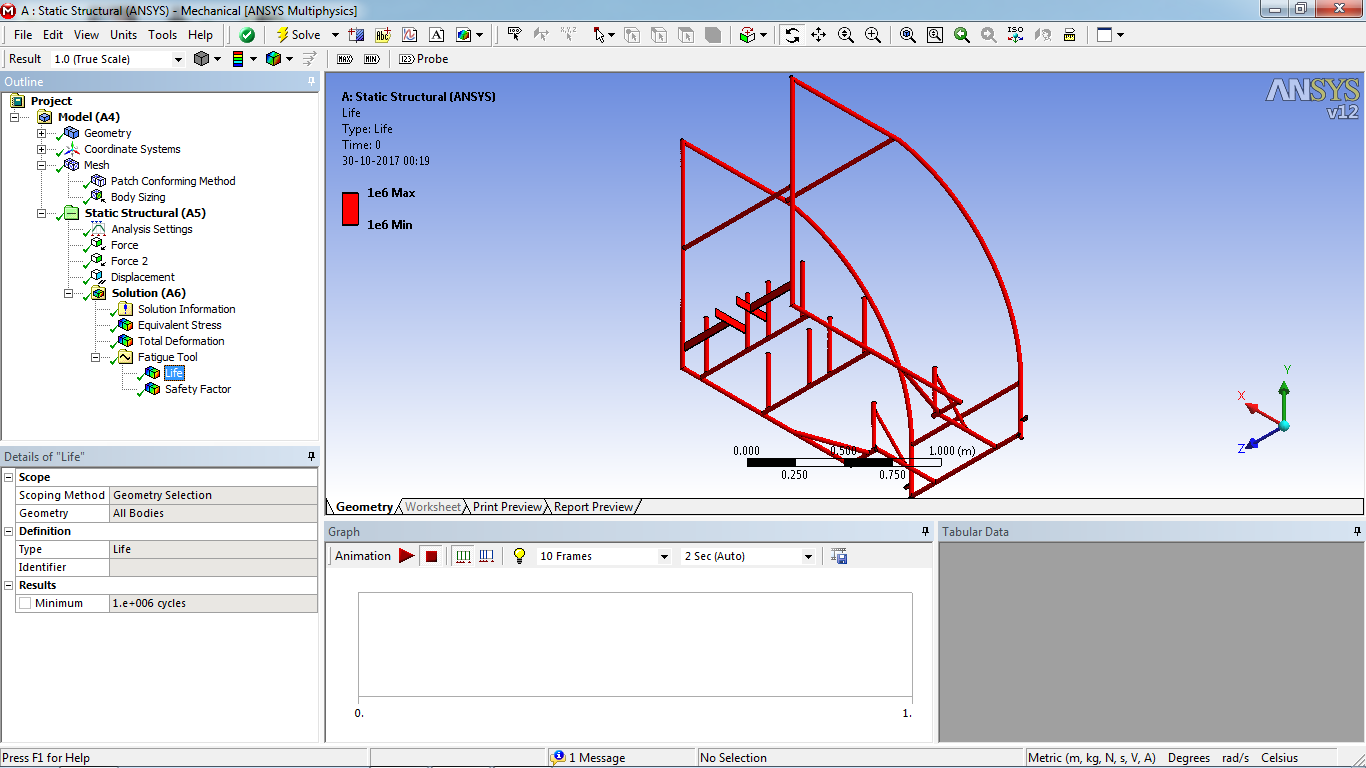 A : Static Structural (ANSYS) - Mechanical [ANSYS Multiphysics]
File Edit View Units Tools Help Solve
Result 1.0 (True Scale) MAX MIN 123 Probe
Outline
Project
Model (A4)
Geometry
Coordinate Systems
Mesh
Patch Conforming Method
Body Sizing
Static Structural (A5)
Analysis Settings
Force
Force 2
Displacement
Solution (A6)
Solution Information
Equivalent Stress
Total Deformation
Fatigue Tool
Life
Safety Factor
A: Static Structural (ANSYS)
Life
Type: Life
Time: 0
30-10-2017 00:19
1e6 Max
1e6 Min
ANSYS
v12
Y
X
Z
0.000 0.500 1.000 (m)
0.250 0.750
Geometry Worksheet Print Preview Report Preview
Details of "Life"
Scope
Scoping Method Geometry Selection
Geometry All Bodies
Definition
Type Life
Identifier
Results
Minimum 1.e+006 cycles
Graph
Animation 10 Frames 2 Sec (Auto)
0. 1.
Tabular Data
Press F1 for Help 1 Message No Selection Metric (m, kg, N, s, V, A) Degrees rad/s Celsius